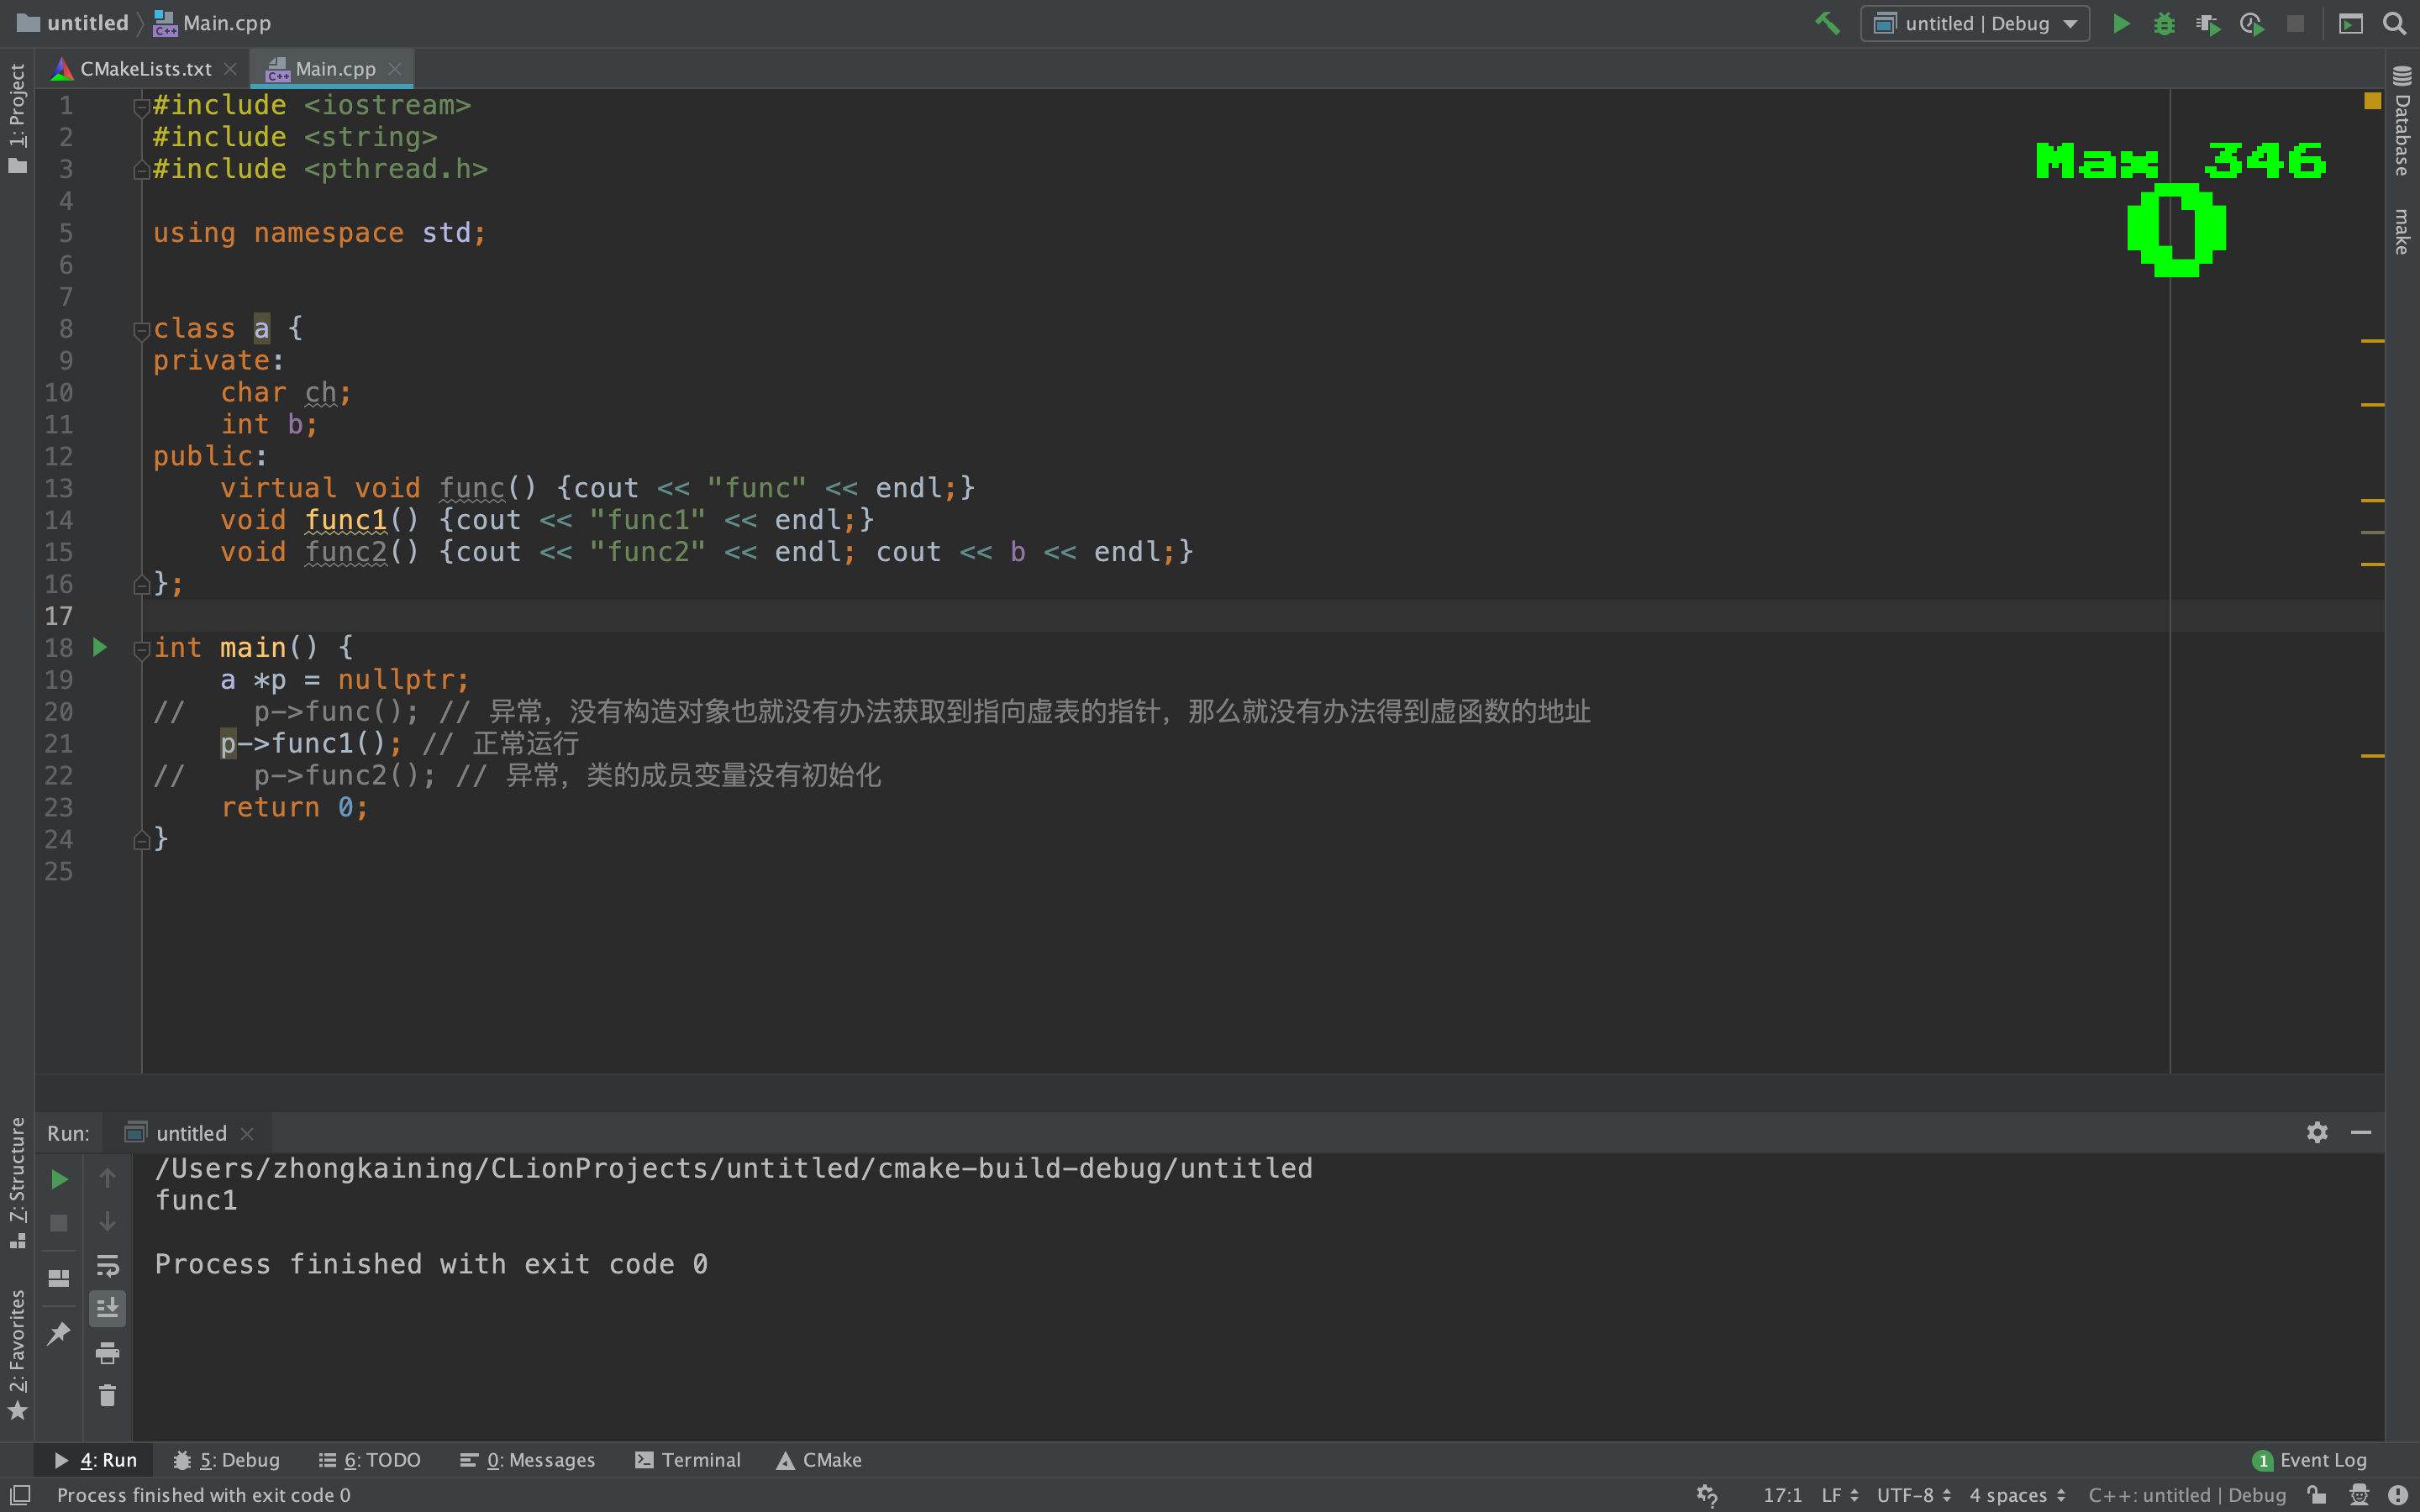 untitled Main.cpp untitled | Debug
CMakeLists.txt Main.cpp
1: Project
Database
make
Max 346
0
1 #include <iostream>
2 #include <string>
3 #include <pthread.h>
4
5 using namespace std;
6
7
8 class a {
9 private:
10     char ch;
11     int b;
12 public:
13     virtual void func() {cout << "func" << endl;}
14     void func1() {cout << "func1" << endl;}
15     void func2() {cout << "func2" << endl; cout << b << endl;}
16 };
17
18 int main() {
19     a *p = nullptr;
20 //    p->func(); // 异常，没有构造对象也就没有办法获取到指向虚表的指针，那么就没有办法得到虚函数的地址
21     p->func1(); // 正常运行
22 //    p->func2(); // 异常，类的成员变量没有初始化
23     return 0;
24 }
25
7: Structure
2: Favorites
Run: untitled
/Users/zhongkaining/CLionProjects/untitled/cmake-build-debug/untitled
func1
Process finished with exit code 0
4: Run 5: Debug 6: TODO 0: Messages Terminal CMake 1 Event Log
Process finished with exit code 0 17:1 LF UTF-8 4 spaces C++: untitled | Debug